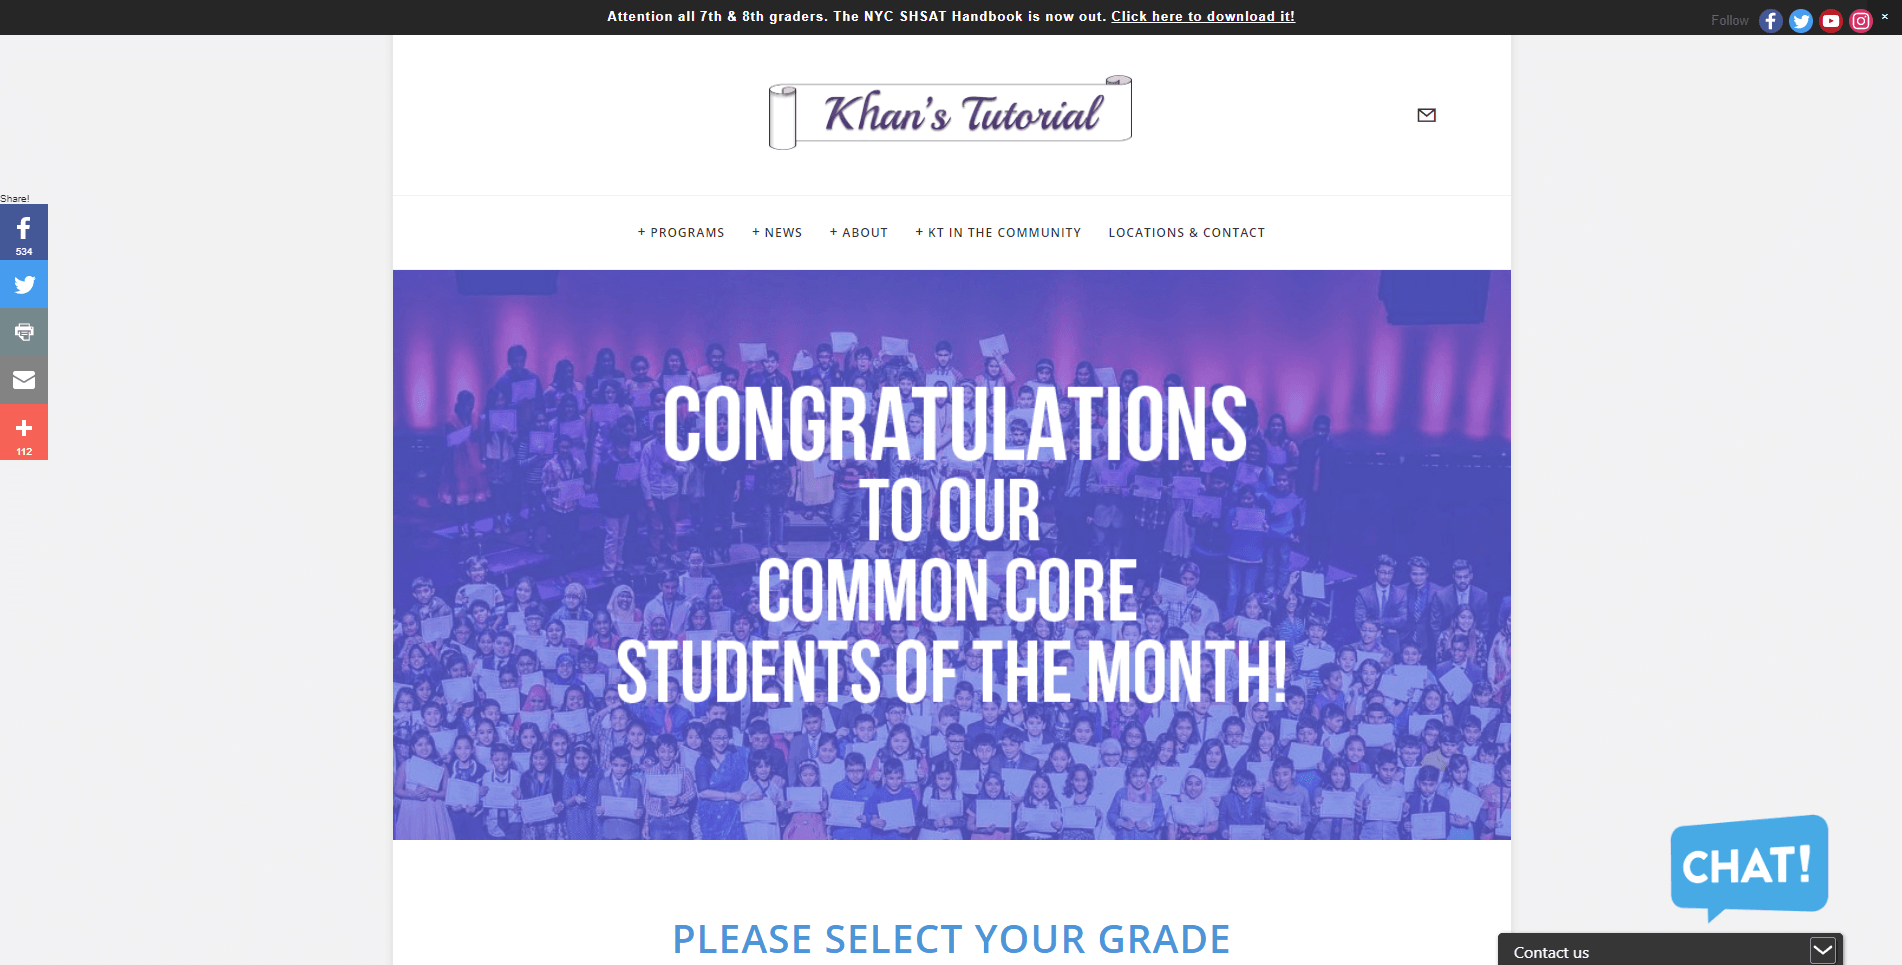 Attention all 7th & 8th graders. The NYC SHSAT Handbook is now out. Click here to download it!
Follow
×
Khan's Tutorial
Share!
534
112
+ PROGRAMS + NEWS + ABOUT + KT IN THE COMMUNITY LOCATIONS & CONTACT
CONGRATULATIONS
TO OUR
COMMON CORE
STUDENTS OF THE MONTH!
CHAT!
PLEASE SELECT YOUR GRADE
Contact us